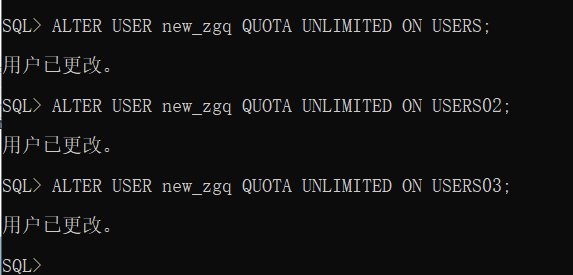 SQL> ALTER USER new_zgq QUOTA UNLIMITED ON USERS;
用户已更改。
SQL> ALTER USER new_zgq QUOTA UNLIMITED ON USERS02;
用户已更改。
SQL> ALTER USER new_zgq QUOTA UNLIMITED ON USERS03;
用户已更改。
SQL>